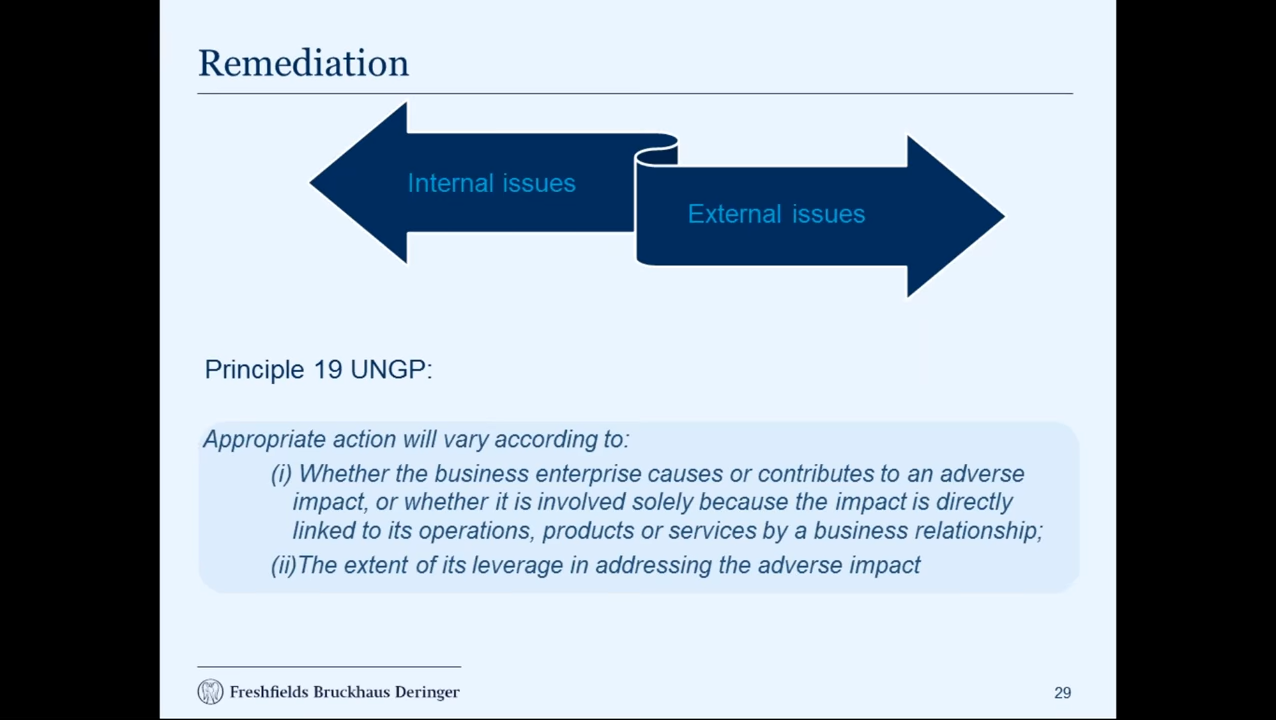 Remediation
Internal issues
External issues
Principle 19 UNGP:
Appropriate action will vary according to:
(i) Whether the business enterprise causes or contributes to an adverse
impact, or whether it is involved solely because the impact is directly
linked to its operations, products or services by a business relationship;
(ii)The extent of its leverage in addressing the adverse impact
Freshfields Bruckhaus Deringer
29